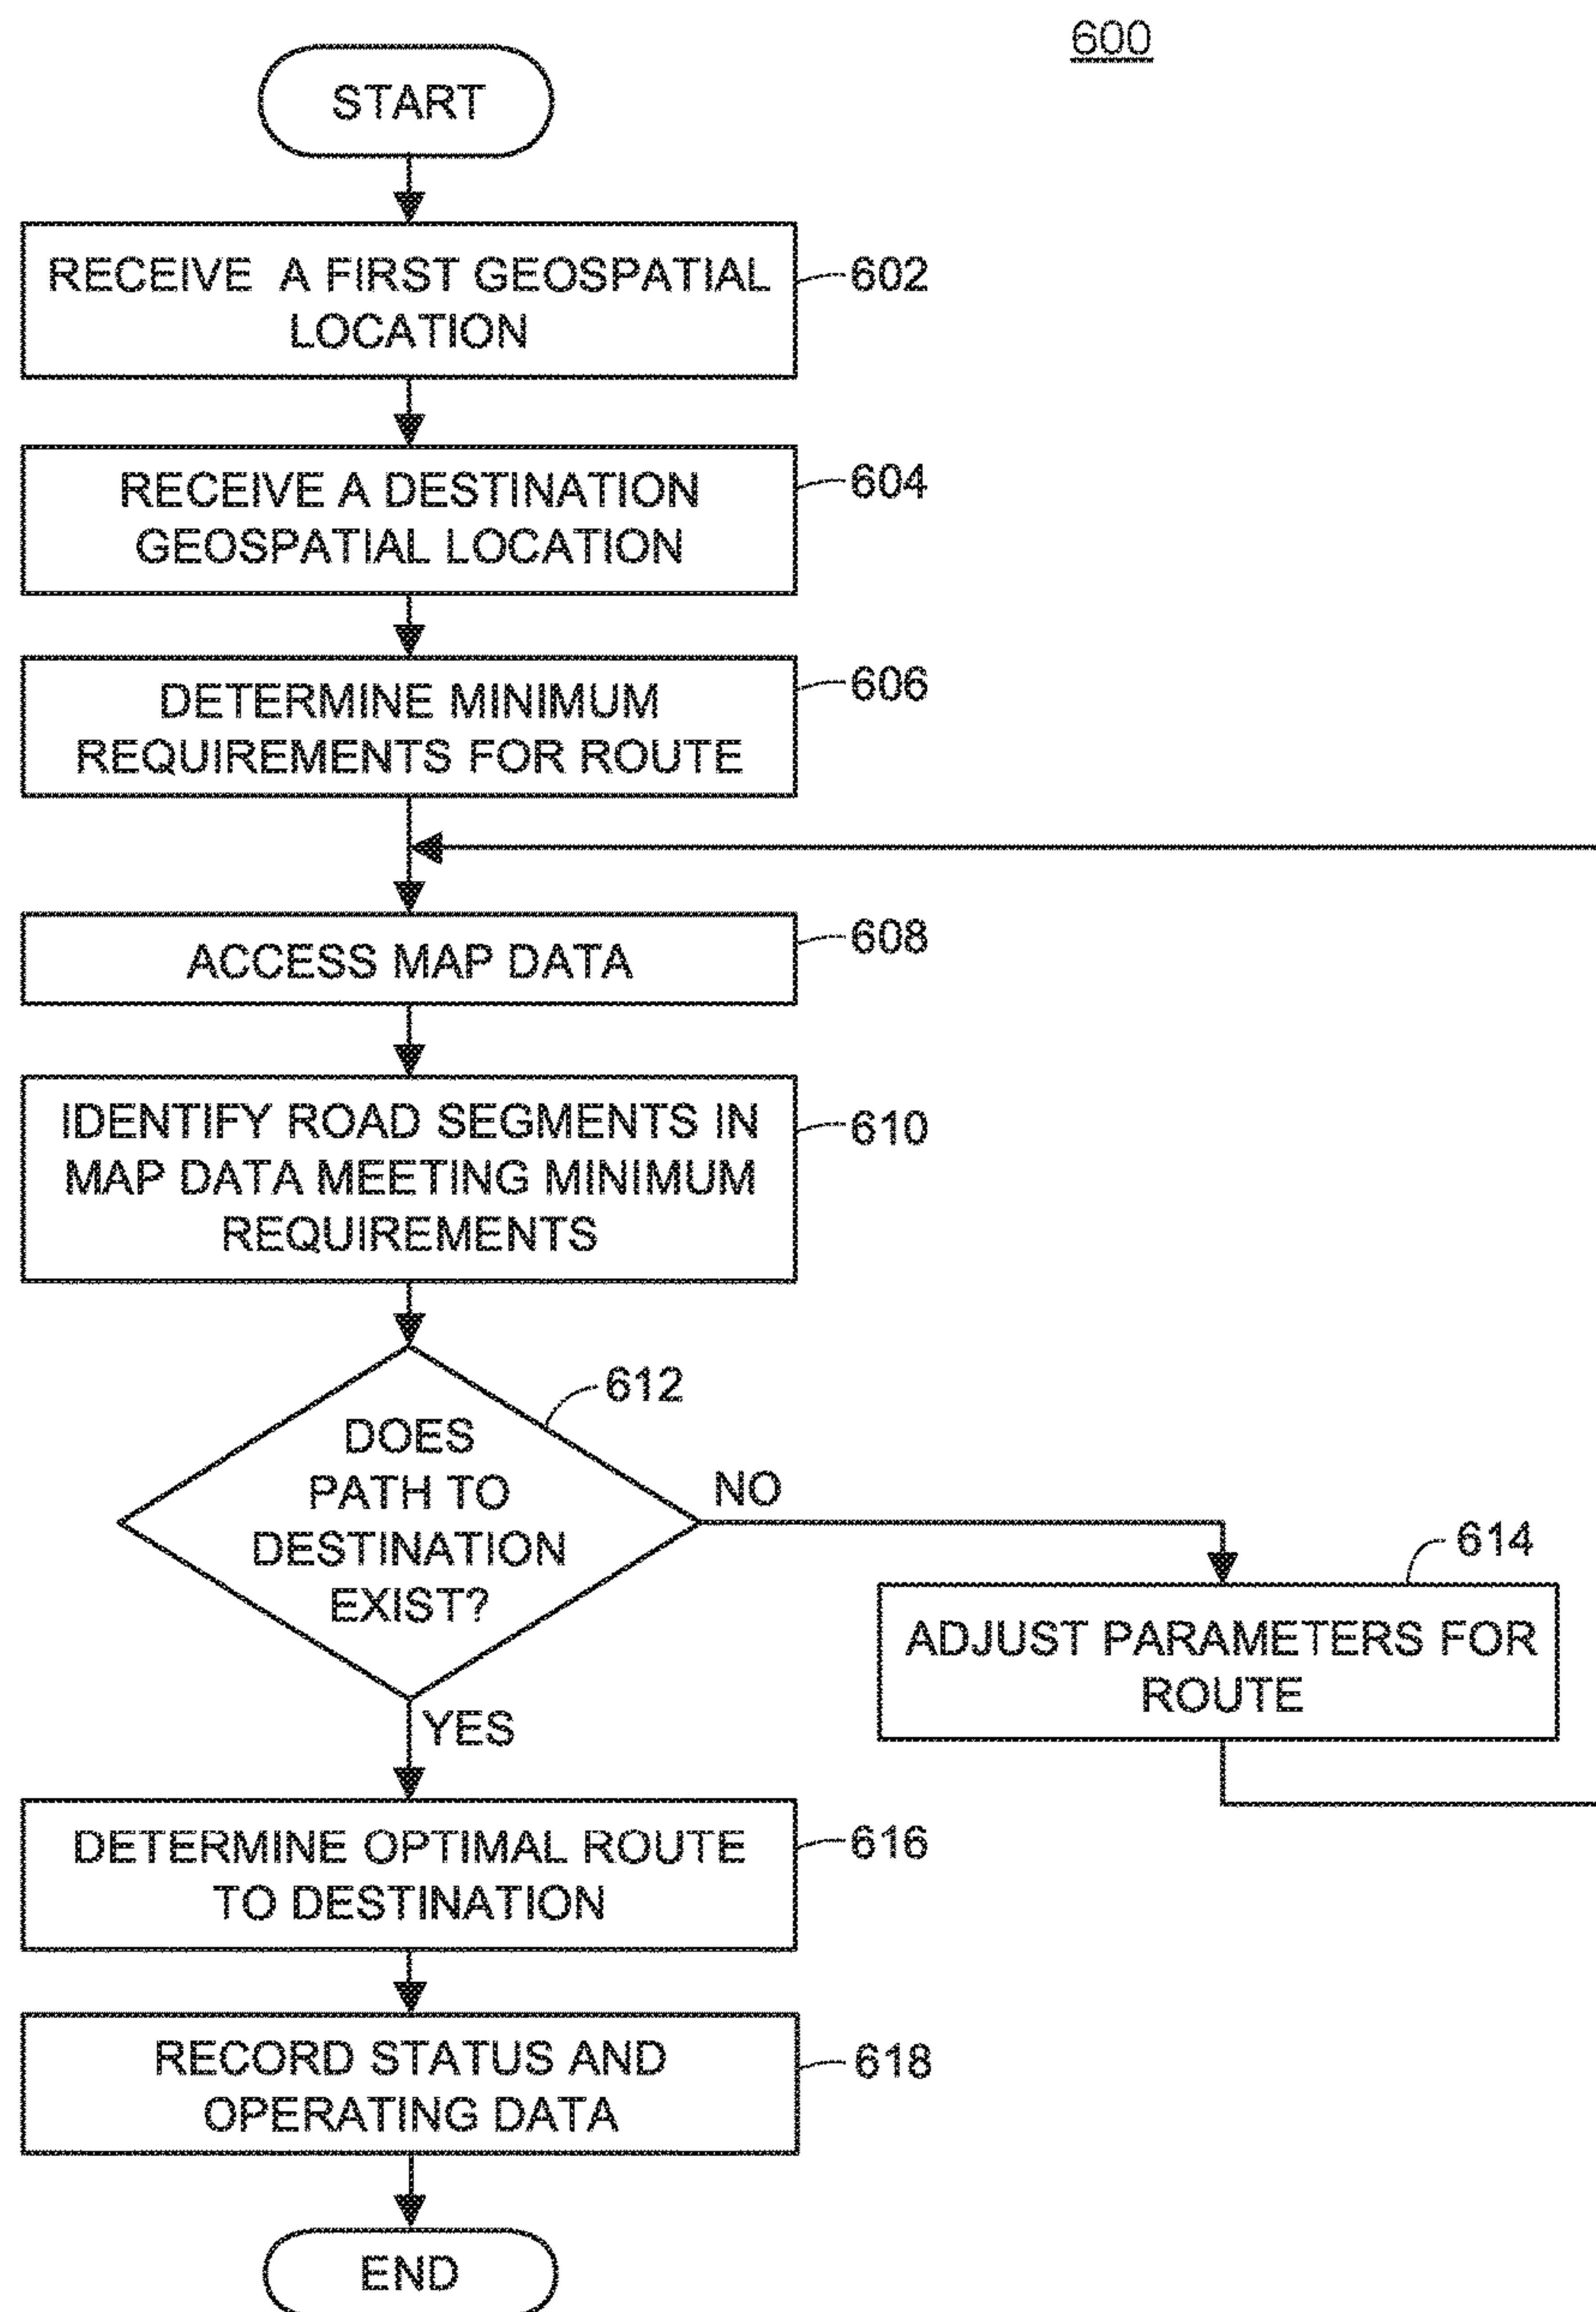 600
START
RECEIVE A FIRST GEOSPATIAL
LOCATION
602
RECEIVE A DESTINATION
GEOSPATIAL LOCATION
604
DETERMINE MINIMUM
REQUIREMENTS FOR ROUTE
606
ACCESS MAP DATA
608
IDENTIFY ROAD SEGMENTS IN
MAP DATA MEETING MINIMUM
REQUIREMENTS
610
DOES
PATH TO
DESTINATION
EXIST?
612
NO
614
ADJUST PARAMETERS FOR
ROUTE
YES
DETERMINE OPTIMAL ROUTE
TO DESTINATION
616
RECORD STATUS AND
OPERATING DATA
618
END